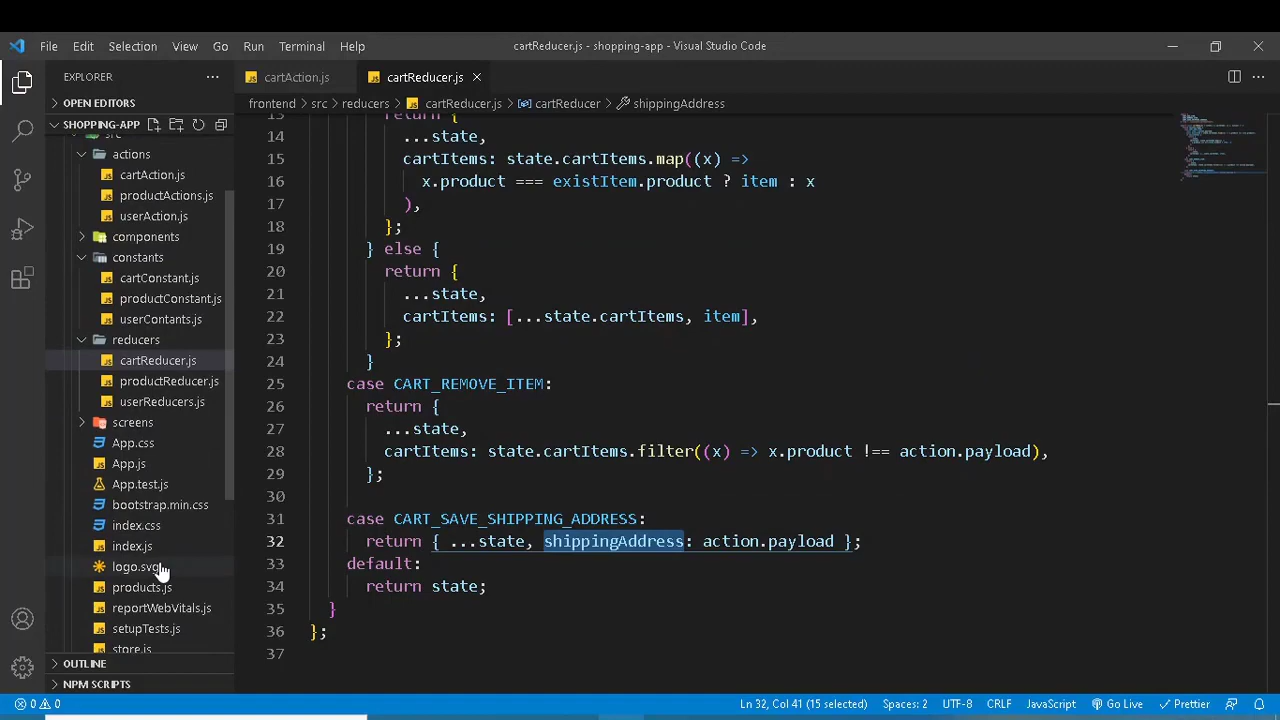 File Edit Selection View Go Run Terminal Help
cartReducer.js - shopping-app - Visual Studio Code
EXPLORER
OPEN EDITORS
SHOPPING-APP
src
actions
cartAction.js
productActions.js
userAction.js
components
constants
cartConstant.js
productConstant.js
userContants.js
reducers
cartReducer.js
productReducer.js
userReducers.js
screens
App.css
App.js
App.test.js
bootstrap.min.css
index.css
index.js
logo.svg
products.js
reportWebVitals.js
setupTests.js
store.js
OUTLINE
NPM SCRIPTS
cartAction.js cartReducer.js
frontend > src > reducers > cartReducer.js > cartReducer > shippingAddress
13 return {
14 ...state,
15 cartItems: state.cartItems.map((x) =>
16 x.product === existItem.product ? item : x
17 ),
18 };
19 } else {
20 return {
21 ...state,
22 cartItems: [...state.cartItems, item],
23 };
24 }
25 case CART_REMOVE_ITEM:
26 return {
27 ...state,
28 cartItems: state.cartItems.filter((x) => x.product !== action.payload),
29 };
30
31 case CART_SAVE_SHIPPING_ADDRESS:
32 return { ...state, shippingAddress: action.payload };
33 default:
34 return state;
35 }
36 };
37
0 0 Ln 32, Col 41 (15 selected) Spaces: 2 UTF-8 CRLF JavaScript Go Live Prettier